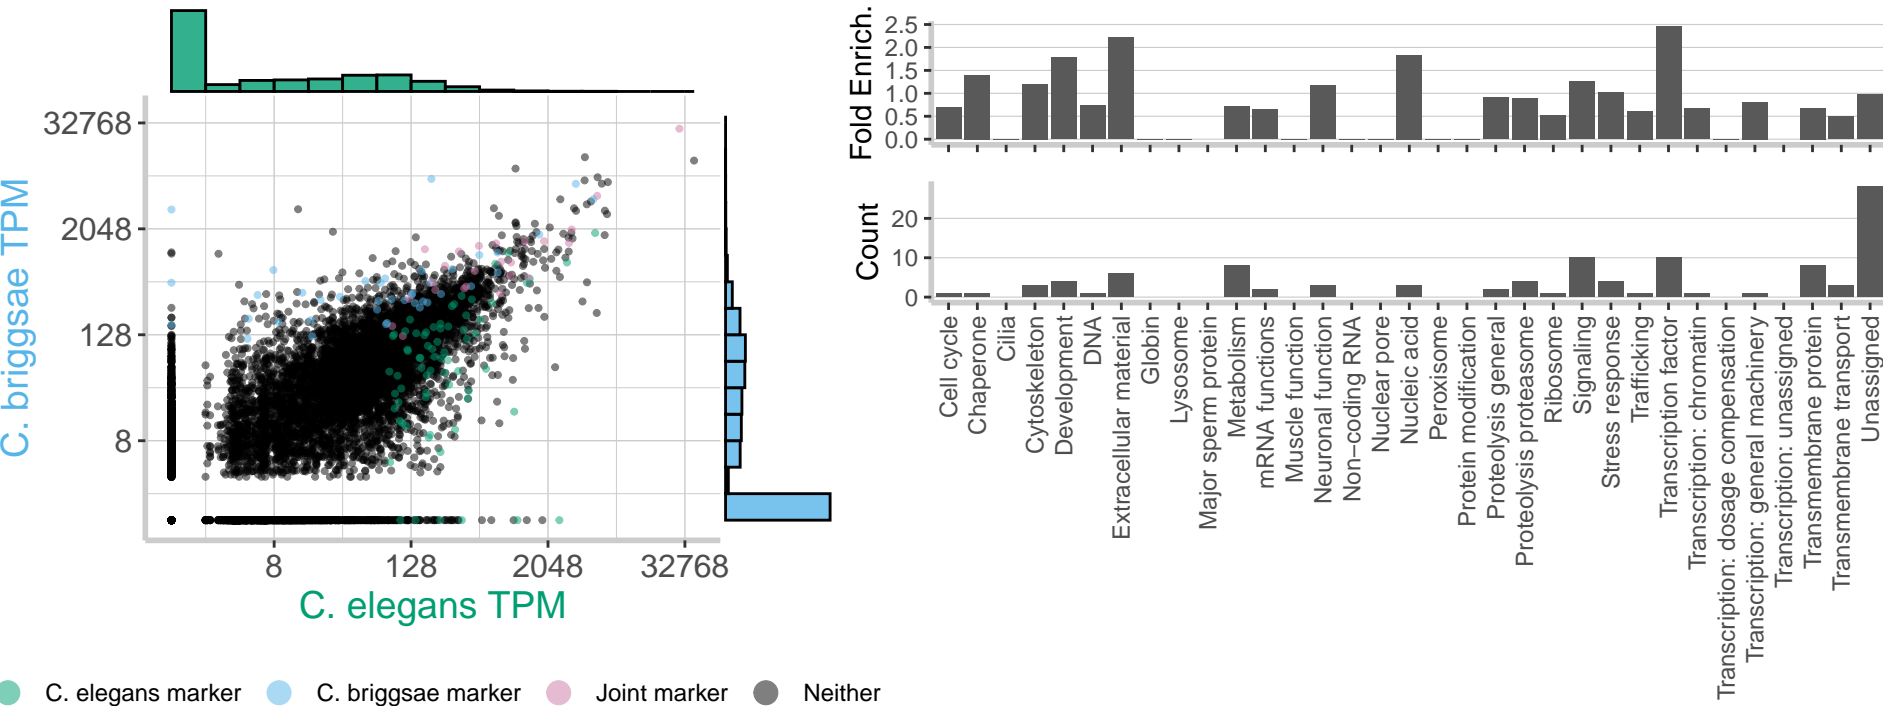 32768
2048
128
8
C. briggsae TPM
8
128
2048
32768
C. elegans TPM
C. elegans marker
C. briggsae marker
Joint marker
Neither
Fold Enrich.
2.5
2.0
1.5
1.0
0.5
0.0
Count
20
10
0
Cell cycle
Chaperone
Cilia
Cytoskeleton
Development
DNA
Extracellular material
Globin
Lysosome
Major sperm protein
Metabolism
mRNA functions
Muscle function
Neuronal function
Non−coding RNA
Nuclear pore
Nucleic acid
Peroxisome
Protein modification
Proteolysis general
Proteolysis proteasome
Ribosome
Signaling
Stress response
Trafficking
Transcription factor
Transcription: chromatin
Transcription: dosage compensation
Transcription: general machinery
Transcription: unassigned
Transmembrane protein
Transmembrane transport
Unassigned